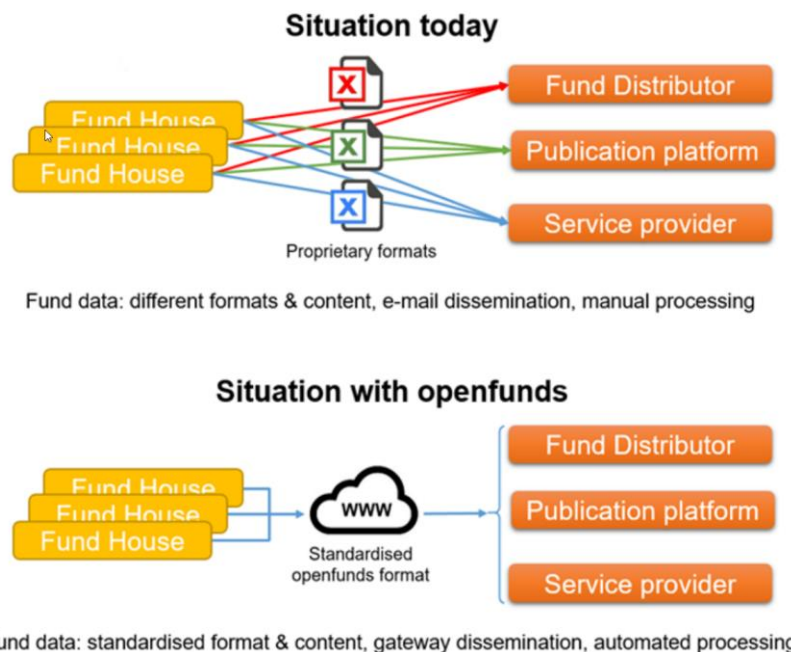 Situation today
Fund House
Fund House
Fund House
X
X
X
Proprietary formats
Fund Distributor
Publication platform
Service provider
Fund data: different formats & content, e-mail dissemination, manual processing
Situation with openfunds
Fund House
Fund House
Fund House
www
Standardised
openfunds format
Fund Distributor
Publication platform
Service provider
und data: standardised format & content, gateway dissemination, automated processing